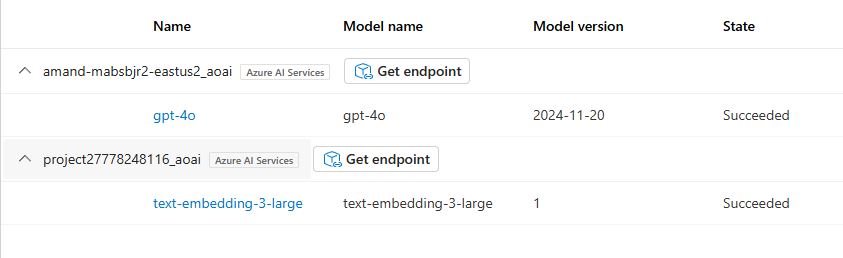 Name Model name Model version State
amand-mabsbjr2-eastus2_aoai Azure AI Services Get endpoint
gpt-4o gpt-4o 2024-11-20 Succeeded
project27778248116_aoai Azure AI Services Get endpoint
text-embedding-3-large text-embedding-3-large 1 Succeeded